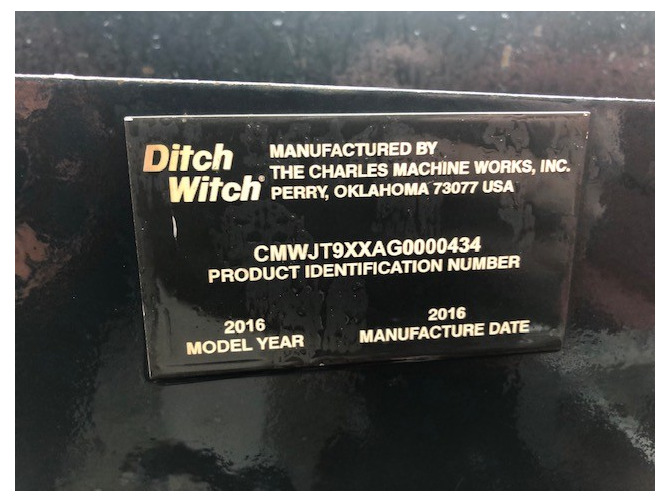 Ditch
Witch®
MANUFACTURED BY
THE CHARLES MACHINE WORKS, INC.
PERRY, OKLAHOMA 73077 USA
CMWJT9XXAG0000434
PRODUCT IDENTIFICATION NUMBER
2016
MODEL YEAR
2016
MANUFACTURE DATE